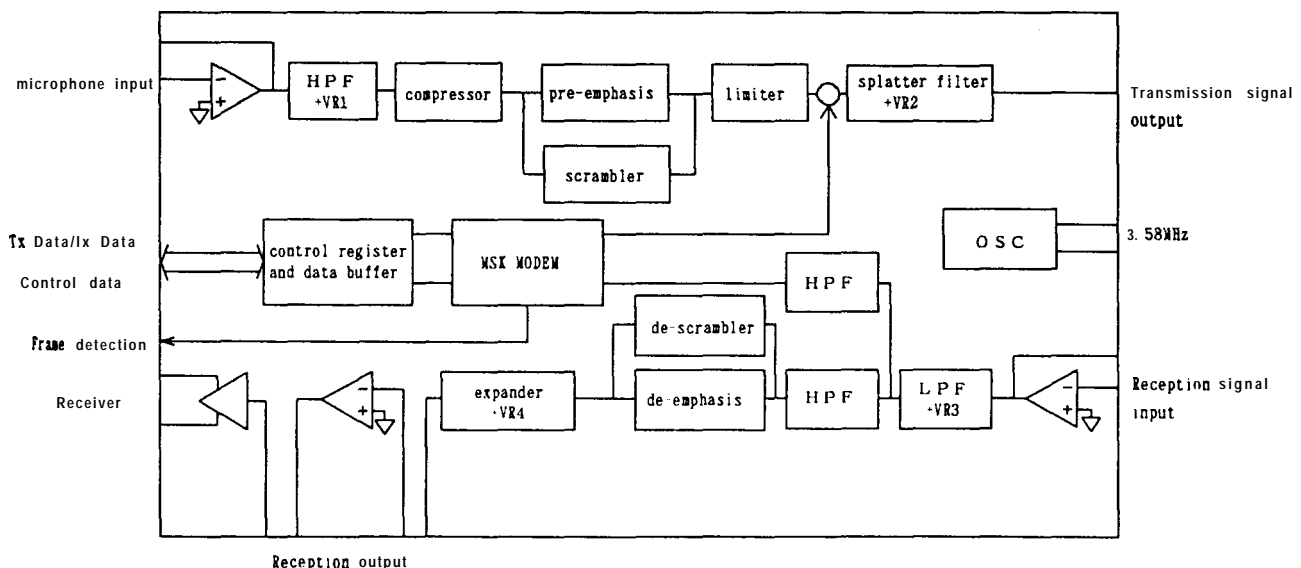 microphone input
HPF
+VR1
compressor
pre-emphasis
limiter
splatter filter
+VR2
Transmission signal
output
scrambler
Tx Data/Ix Data
Control data
control register
and data buffer
MSK MODEM
OSC
3.58MHz
HPF
Frame detection
de-scrambler
Receiver
- +
expander
+VR4
de-emphasis
HPF
LPF
+VR3
Reception signal
input
Reception output